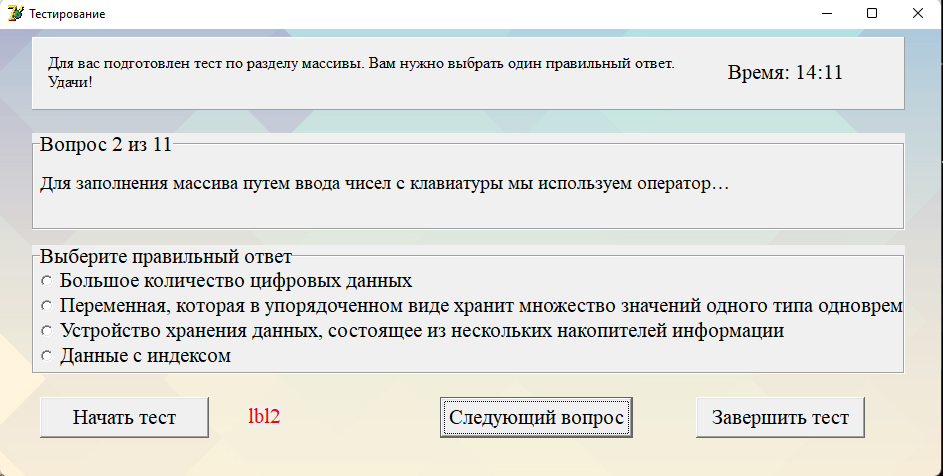 Тестирование
Для вас подготовлен тест по разделу массивы. Вам нужно выбрать один правильный ответ.
Удачи!
Время: 14:11
Вопрос 2 из 11
Для заполнения массива путем ввода чисел с клавиатуры мы используем оператор…
Выберите правильный ответ
Большое количество цифровых данных
Переменная, которая в упорядоченном виде хранит множество значений одного типа одноврем
Устройство хранения данных, состоящее из нескольких накопителей информации
Данные с индексом
Начать тест
lbl2
Следующий вопрос
Завершить тест